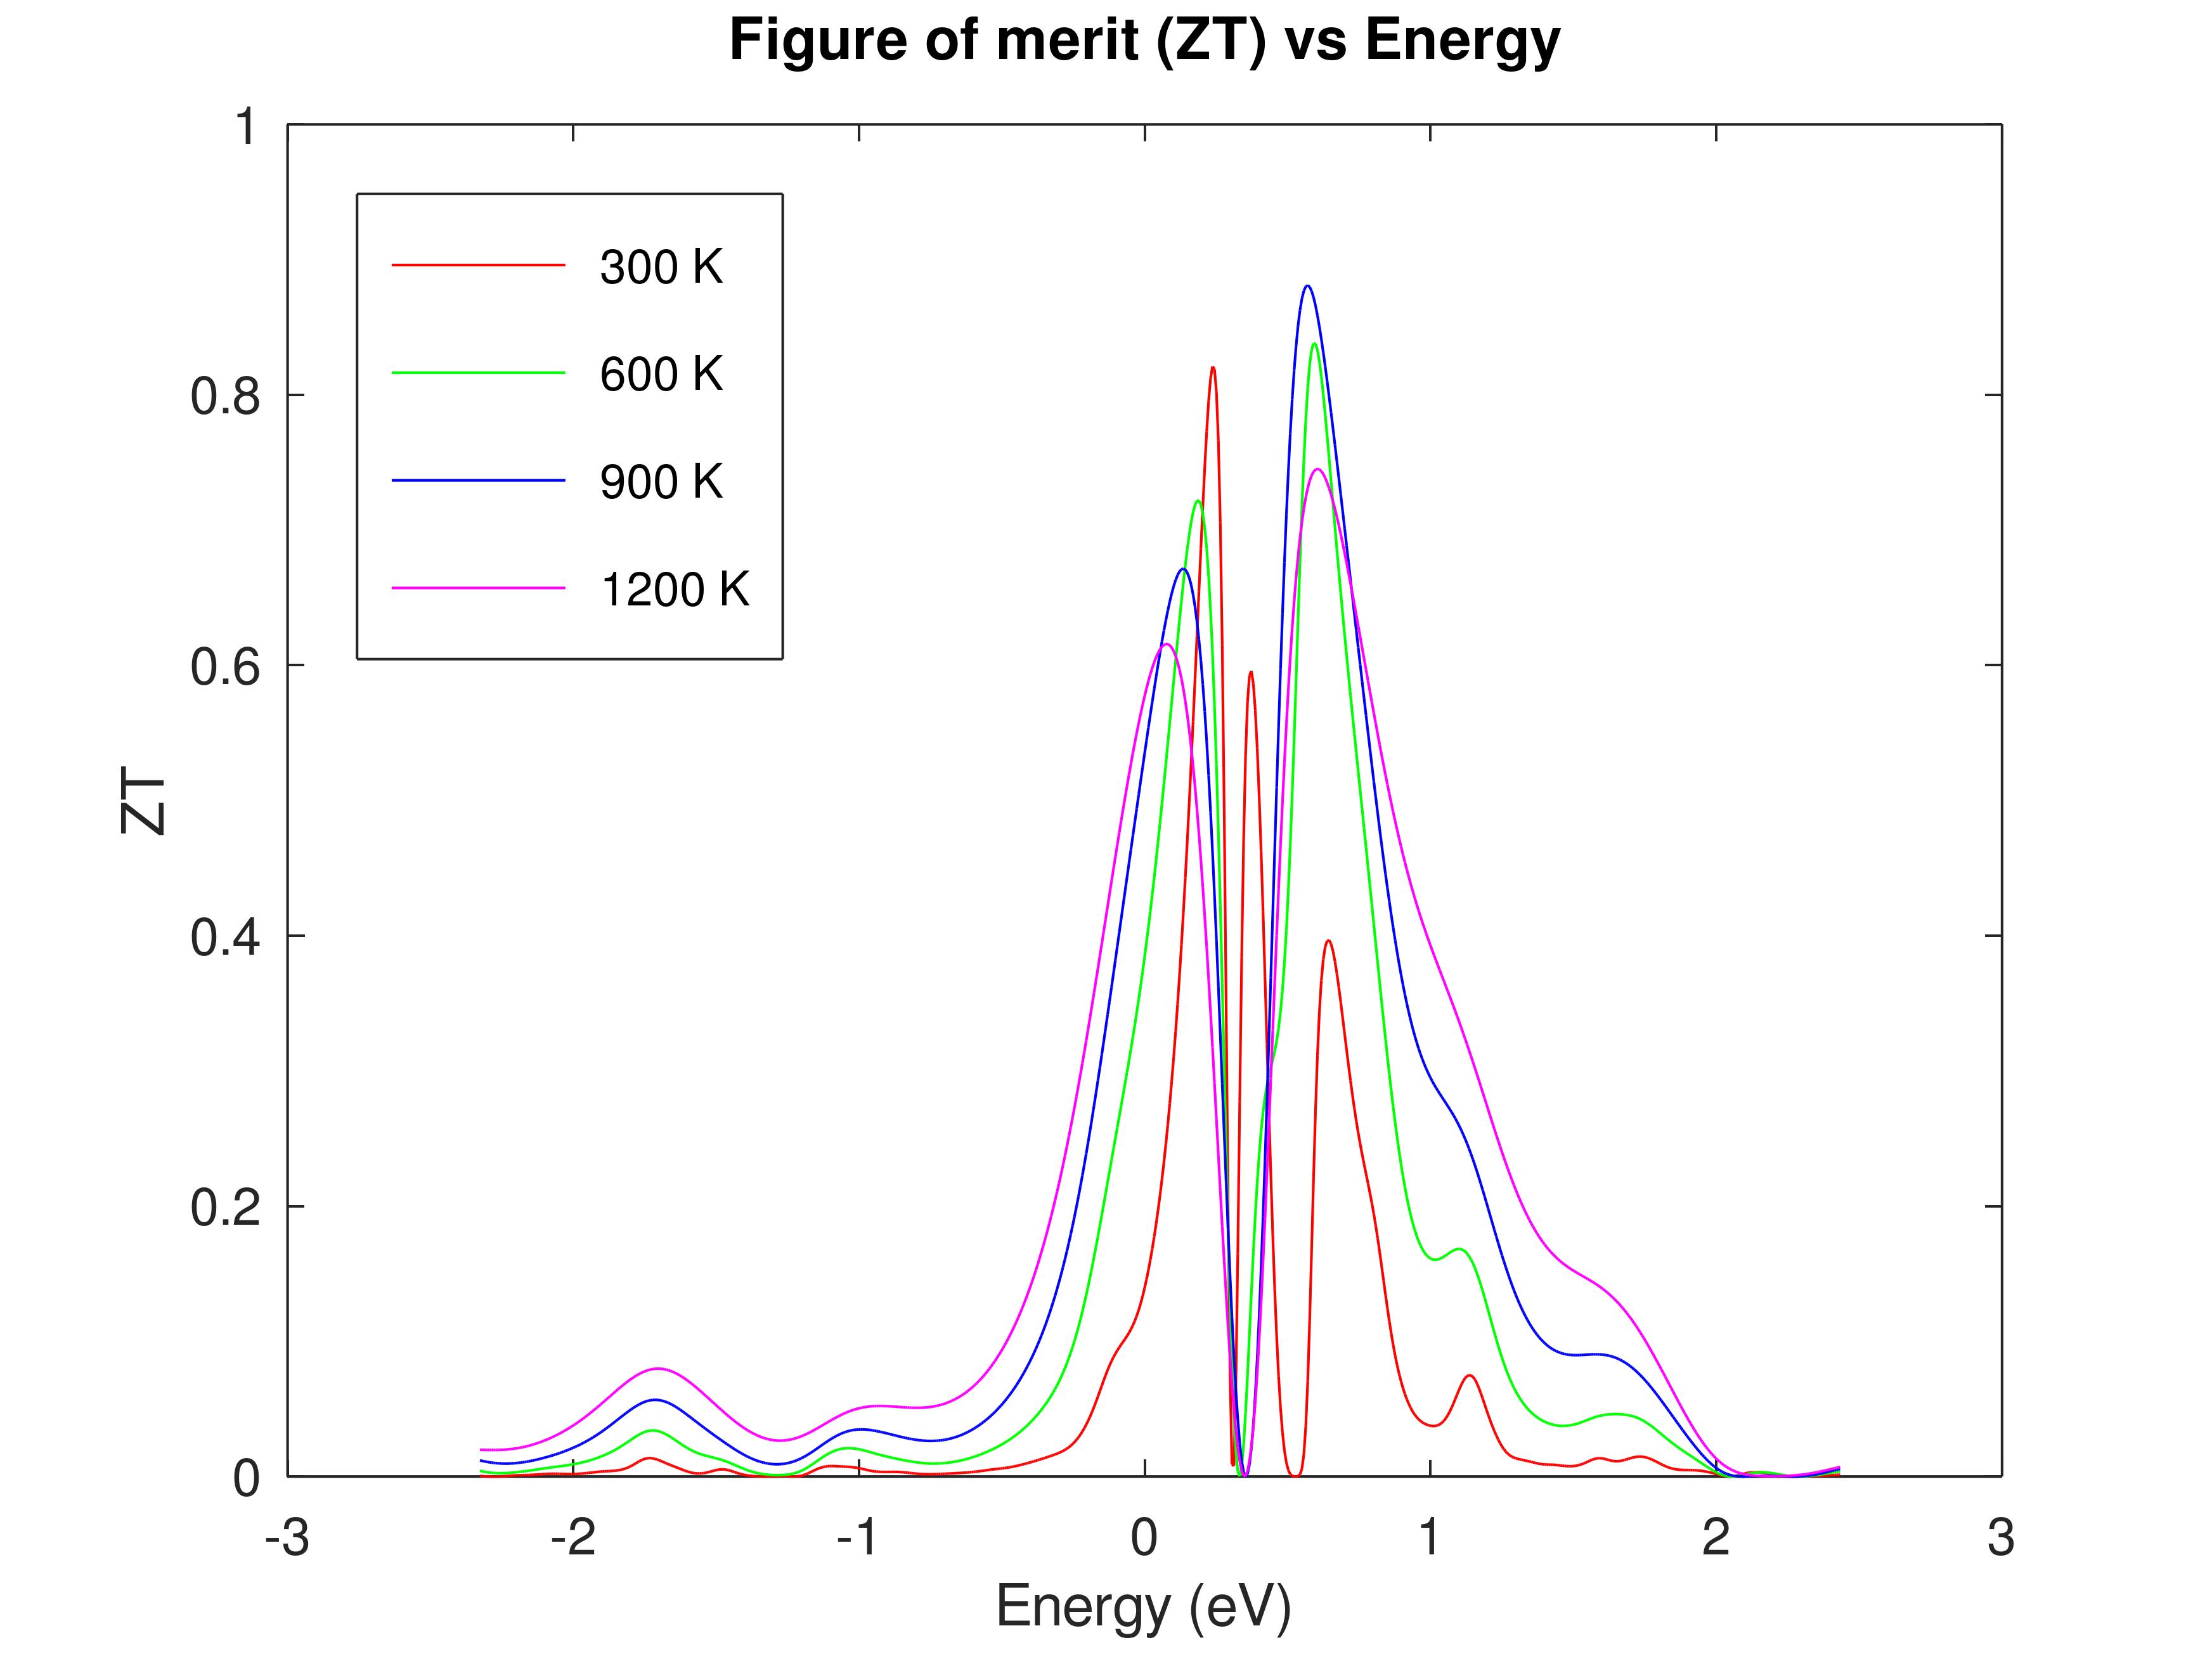 Figure of merit (ZT) vs Energy
1
0.8
0.6
0.4
0.2
0
300 K
600 K
900 K
1200 K
ZT
-3 -2 -1 0 1 2 3
Energy (eV)